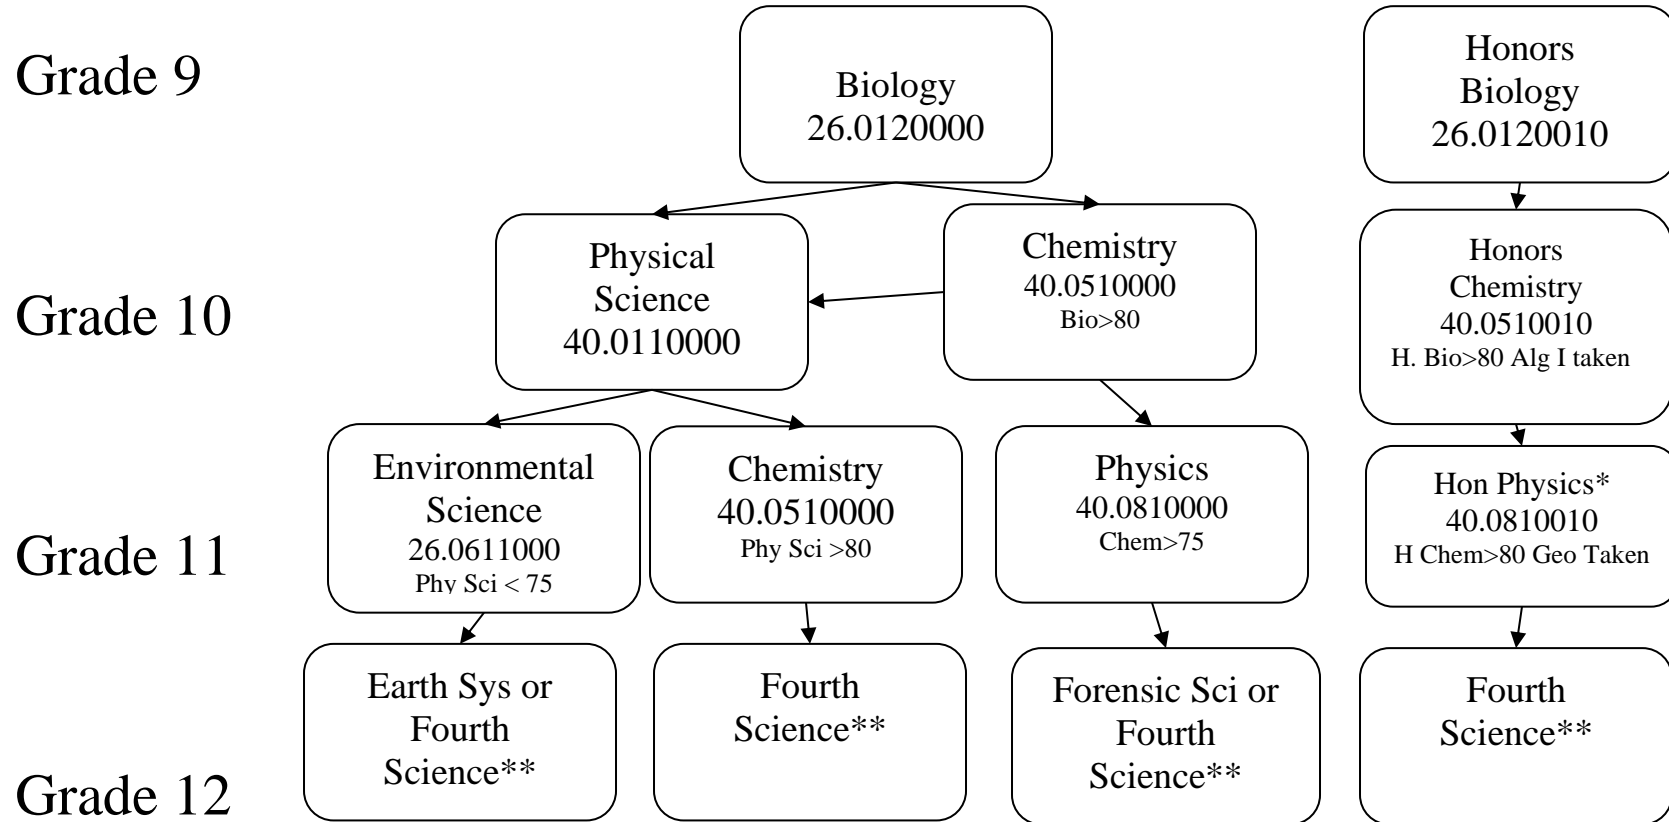 Grade 9
Biology
26.0120000
Honors
Biology
26.0120010
Grade 10
Physical
Science
40.0110000
Chemistry
40.0510000
Bio>80
Honors
Chemistry
40.0510010
H. Bio>80 Alg I taken
Grade 11
Environmental
Science
26.0611000
Phy Sci < 75
Chemistry
40.0510000
Phy Sci >80
Physics
40.0810000
Chem>75
Hon Physics*
40.0810010
H Chem>80 Geo Taken
Grade 12
Earth Sys or
Fourth
Science**
Fourth
Science**
Forensic Sci or
Fourth
Science**
Fourth
Science**